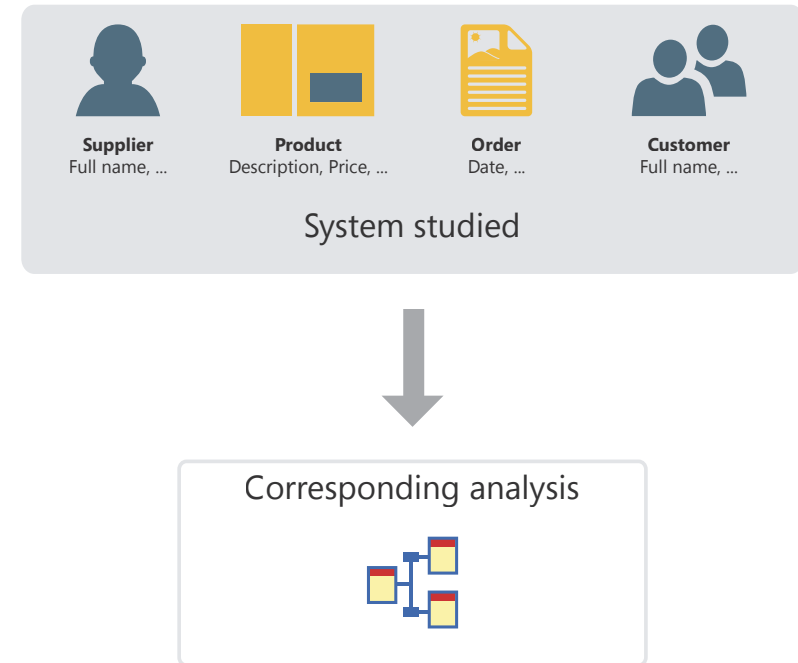 Supplier
Full name, ...
Product
Description, Price, ...
Order
Date, ...
Customer
Full name, ...
System studied
Corresponding analysis